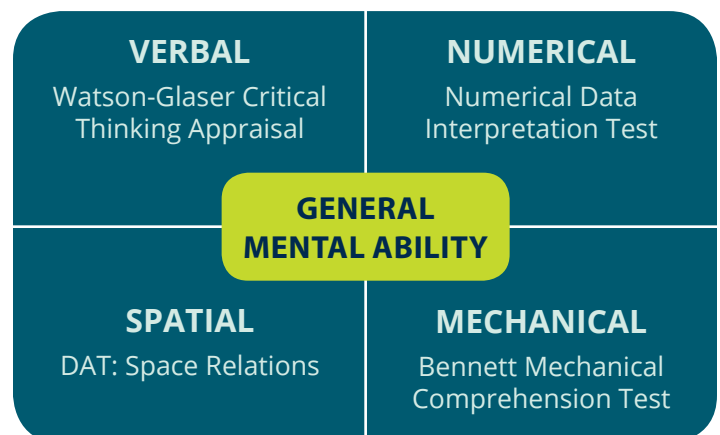 VERBAL
Watson-Glaser Critical
Thinking Appraisal
NUMERICAL
Numerical Data
Interpretation Test
GENERAL
MENTAL ABILITY
SPATIAL
DAT: Space Relations
MECHANICAL
Bennett Mechanical
Comprehension Test